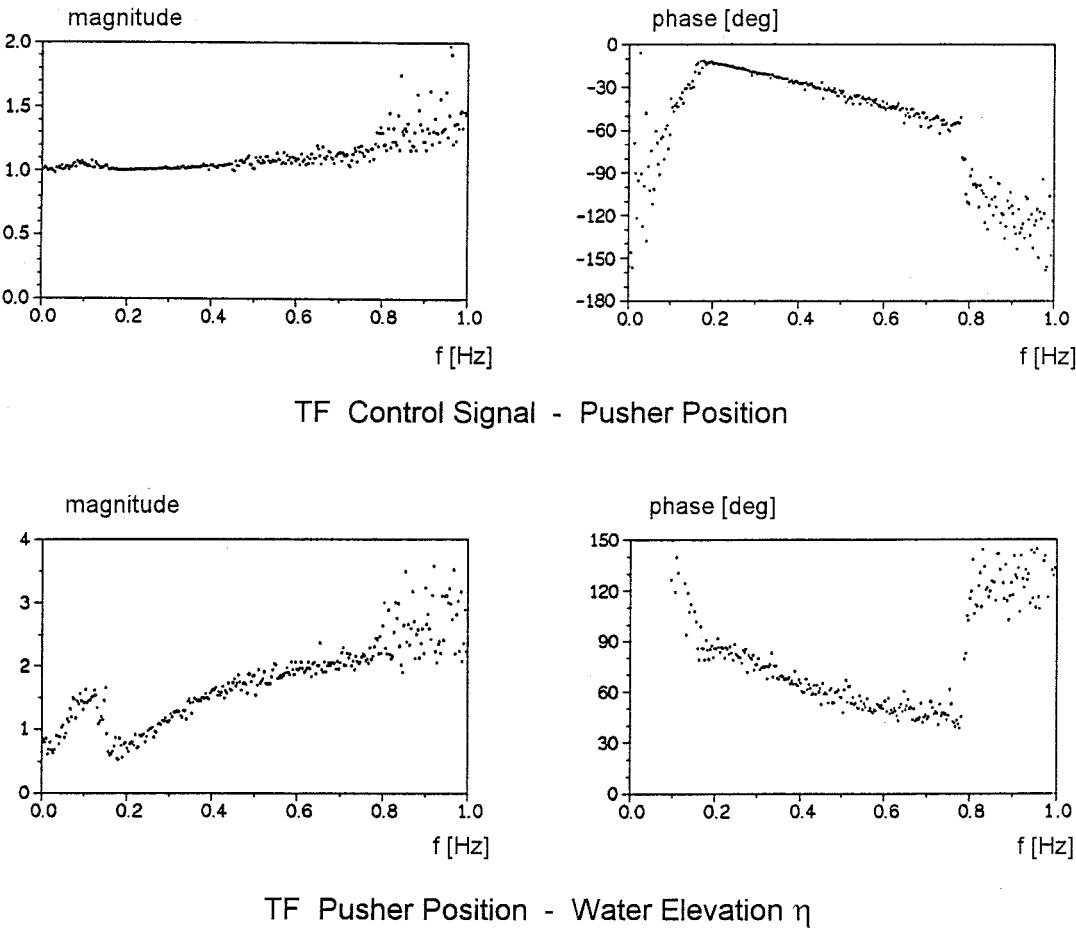 magnitude
phase [deg]
2.0
1.5
1.0
0.5
0.0
0.0 0.2 0.4 0.6 0.8 1.0
f [Hz]
0
-30
-60
-90
-120
-150
-180
0.0 0.2 0.4 0.6 0.8 1.0
f [Hz]
TF Control Signal - Pusher Position
magnitude
phase [deg]
4
3
2
1
0
0.0 0.2 0.4 0.6 0.8 1.0
f [Hz]
150
120
90
60
30
0
0.0 0.2 0.4 0.6 0.8 1.0
f [Hz]
TF Pusher Position - Water Elevation η